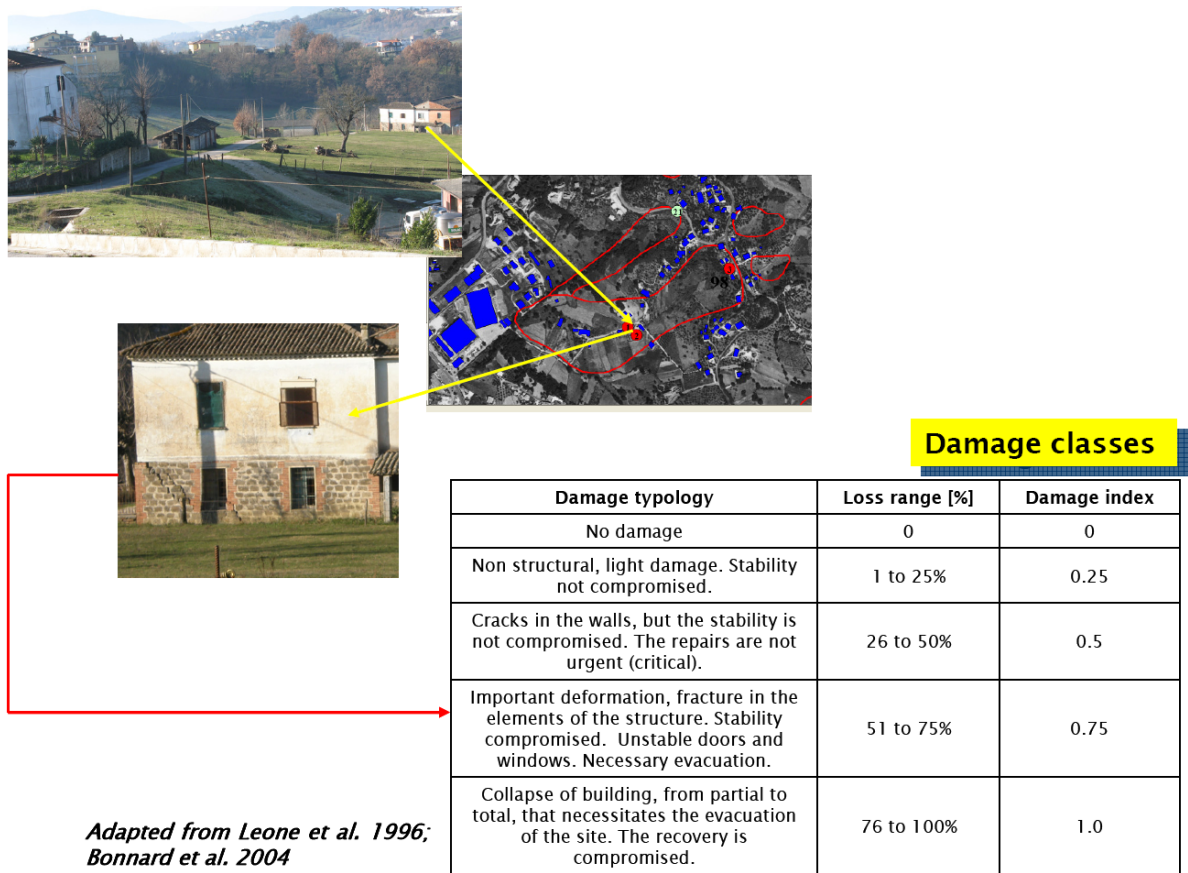 11
1
98
1
2
Damage classes
Damage typology Loss range [%] Damage index
No damage 0 0
Non structural, light damage. Stability
not compromised.
1 to 25% 0.25
Cracks in the walls, but the stability is
not compromised. The repairs are not
urgent (critical).
26 to 50% 0.5
Important deformation, fracture in the
elements of the structure. Stability
compromised. Unstable doors and
windows. Necessary evacuation.
51 to 75% 0.75
Collapse of building, from partial to
total, that necessitates the evacuation
of the site. The recovery is
compromised.
76 to 100% 1.0
Adapted from Leone et al. 1996;
Bonnard et al. 2004